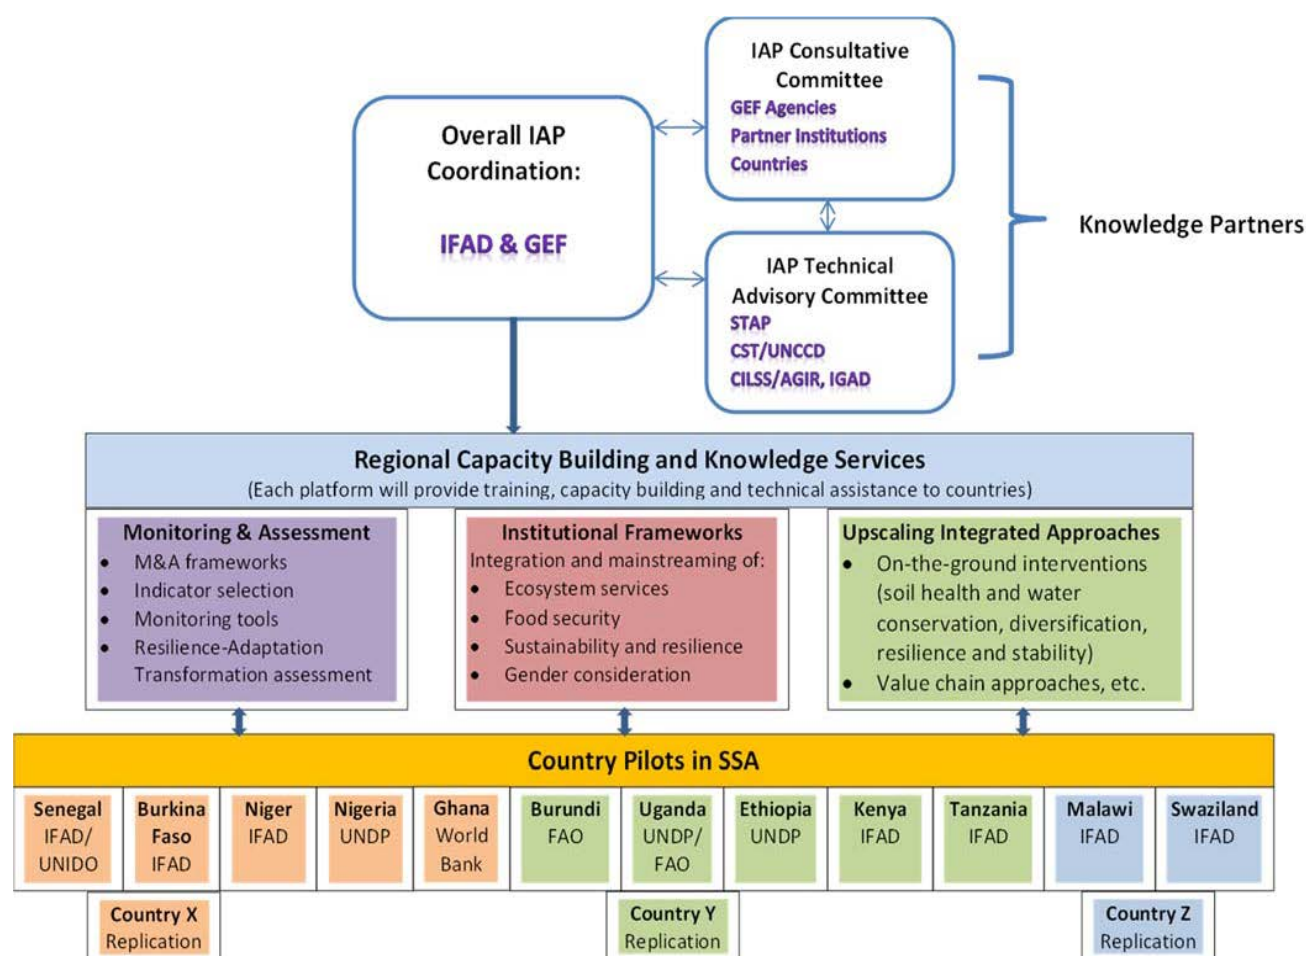 Overall IAP
Coordination:
IFAD & GEF
IAP Consultative
Committee
GEF Agencies
Partner Institutions
Countries
IAP Technical
Advisory Committee
STAP
CST/UNCCD
CILSS/AGIR, IGAD
Knowledge Partners
Regional Capacity Building and Knowledge Services
(Each platform will provide training, capacity building and technical assistance to countries)
Monitoring & Assessment
• M&A frameworks
• Indicator selection
• Monitoring tools
• Resilience-Adaptation
Transformation assessment
Institutional Frameworks
Integration and mainstreaming of:
• Ecosystem services
• Food security
• Sustainability and resilience
• Gender consideration
Upscaling Integrated Approaches
• On-the-ground interventions
(soil health and water
conservation, diversification,
resilience and stability)
• Value chain approaches, etc.
Country Pilots in SSA
Senegal
IFAD/
UNIDO
Burkina
Faso
IFAD
Niger
IFAD
Nigeria
UNDP
Ghana
World
Bank
Burundi
FAO
Uganda
UNDP/
FAO
Ethiopia
UNDP
Kenya
IFAD
Tanzania
IFAD
Malawi
IFAD
Swaziland
IFAD
Country X
Replication
Country Y
Replication
Country Z
Replication